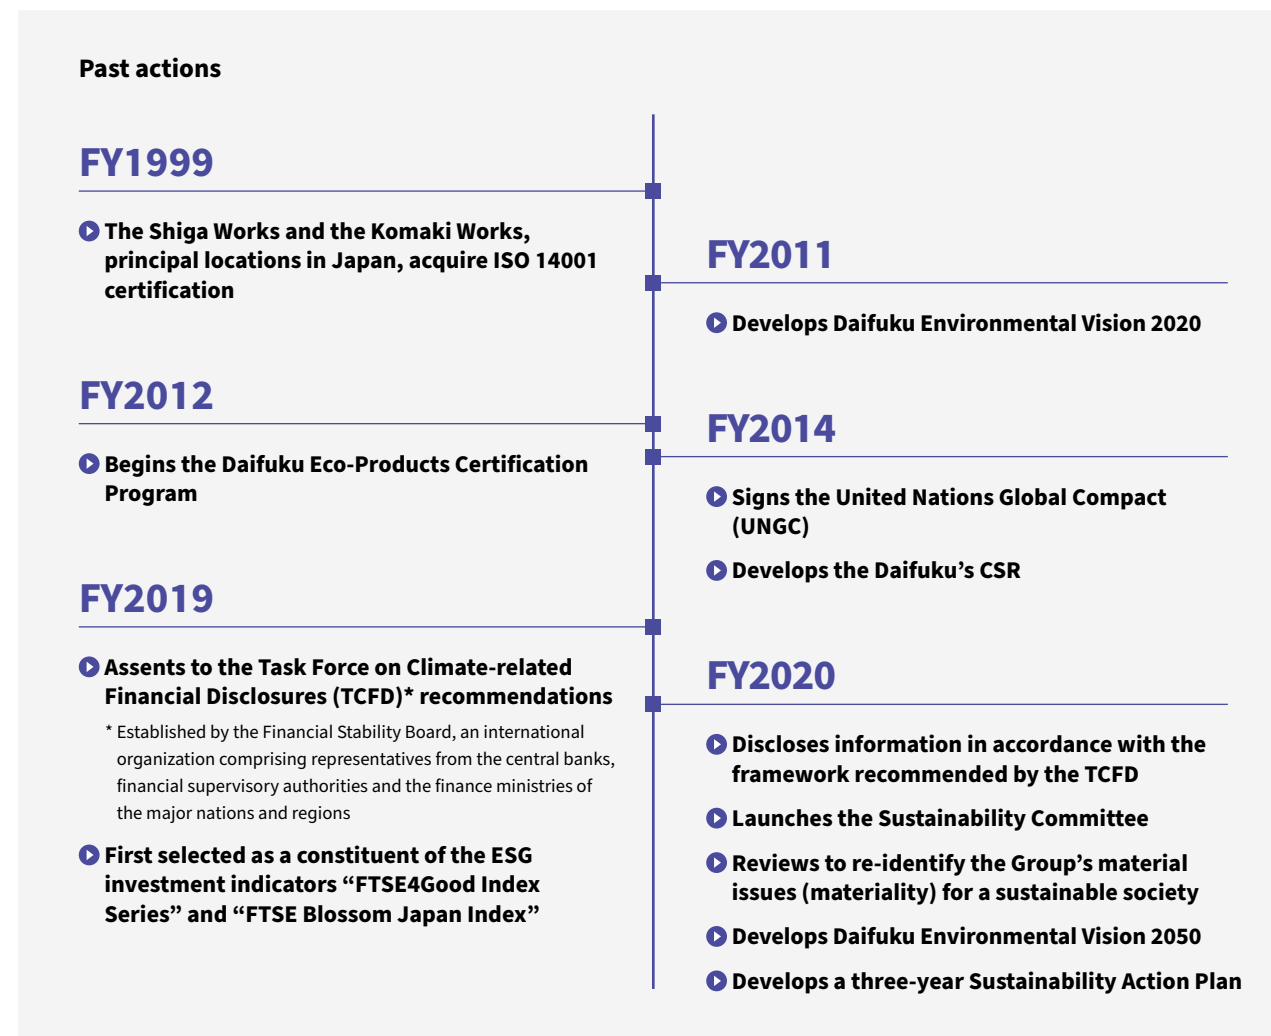 Past actions
FY1999
The Shiga Works and the Komaki Works,
principal locations in Japan, acquire ISO 14001
certification
FY2011
Develops Daifuku Environmental Vision 2020
FY2012
Begins the Daifuku Eco-Products Certification
Program
FY2014
Signs the United Nations Global Compact
(UNGC)
Develops the Daifuku’s CSR
FY2019
Assents to the Task Force on Climate-related
Financial Disclosures (TCFD)* recommendations
* Established by the Financial Stability Board, an international
organization comprising representatives from the central banks,
financial supervisory authorities and the finance ministries of
the major nations and regions
First selected as a constituent of the ESG
investment indicators “FTSE4Good Index
Series” and “FTSE Blossom Japan Index”
FY2020
Discloses information in accordance with the
framework recommended by the TCFD
Launches the Sustainability Committee
Reviews to re-identify the Group’s material
issues (materiality) for a sustainable society
Develops Daifuku Environmental Vision 2050
Develops a three-year Sustainability Action Plan